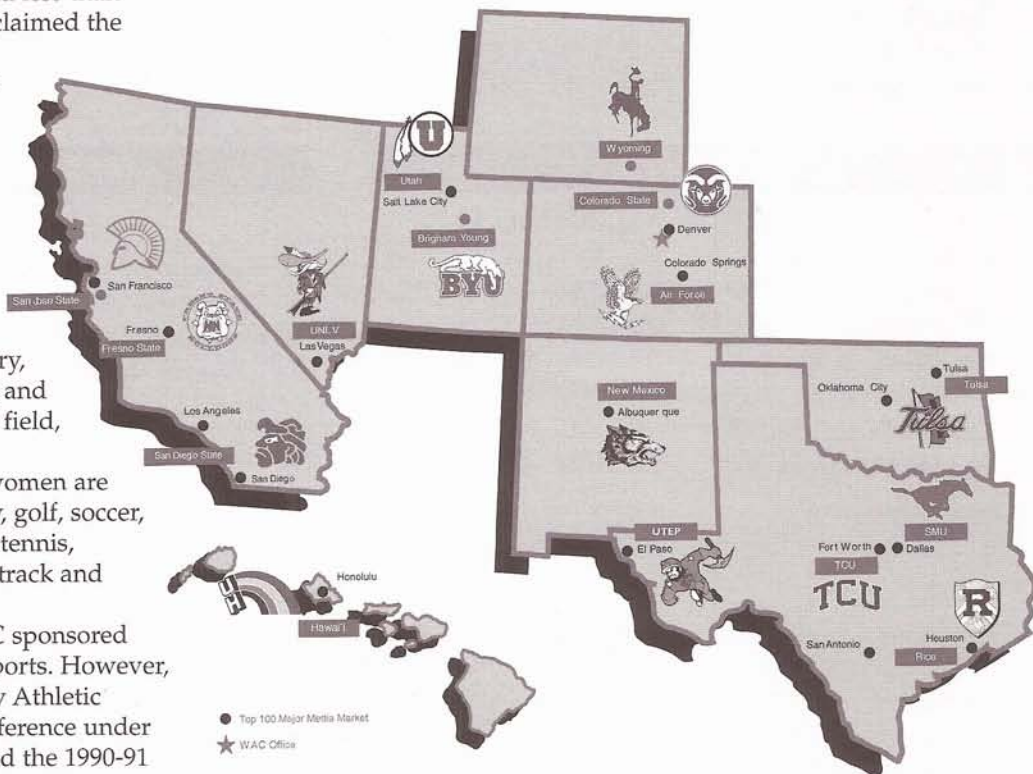 claimed the
ry,
and
field,
women are
y, golf, soccer,
tennis,
track and
C sponsored
ports. However,
y Athletic
ference under
d the 1990-91
Wyoming
U
Utah
Salt Lake City
Brigham Young
BYU
Colorado State
Denver
Colorado Springs
Air Force
San Francisco
San Jose State
Fresno
Fresno State
UNLV
Las Vegas
Los Angeles
San Diego State
San Diego
New Mexico
Albuquer que
Tulsa
Tulsa
Oklahoma City
Tulsa
UTEP
El Paso
SMU
Fort Worth
Dallas
TCU
TCU
R
San Antonio
Houston
Rice
Honolulu
UH
Hawai'i
Top 100 Major Media Market
WAC Office